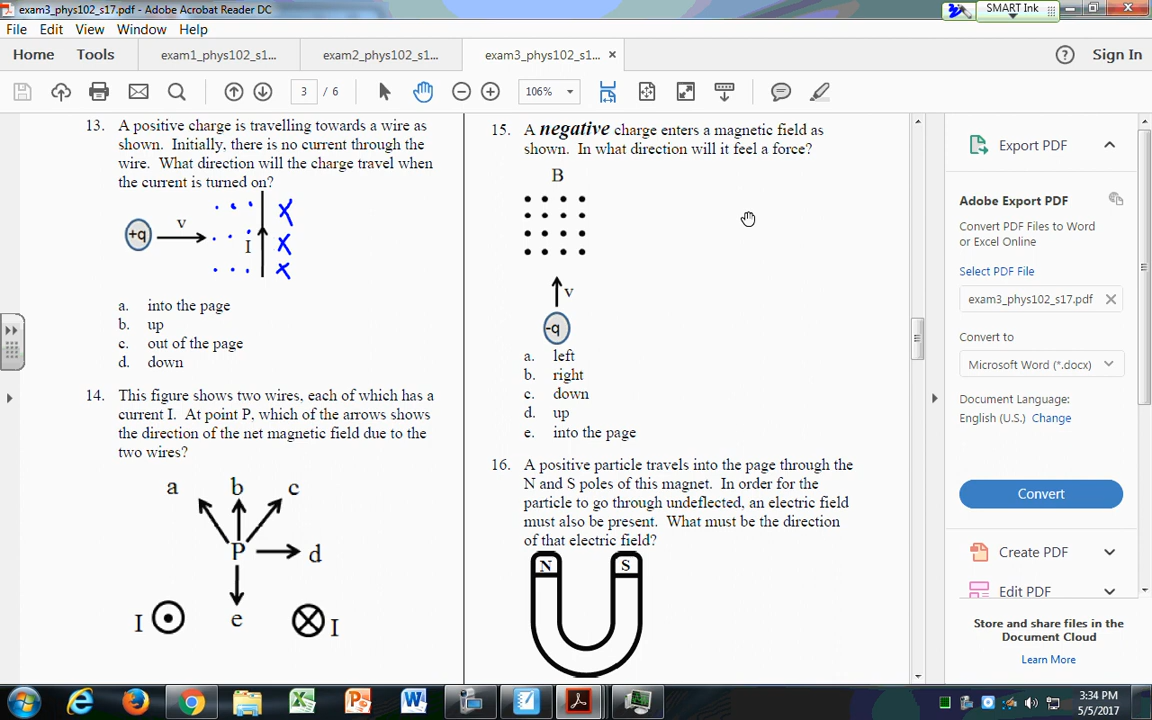 exam3_phys102_s17.pdf - Adobe Acrobat Reader DC
SMART Ink
File Edit View Window Help
Home Tools exam1_phys102_s1... exam2_phys102_s1... exam3_phys102_s1... × Sign In
3 / 6 106%
13. A positive charge is travelling towards a wire as
shown. Initially, there is no current through the
wire. What direction will the charge travel when
the current is turned on?
+q v I
X
X
X
a. into the page
b. up
c. out of the page
d. down
14. This figure shows two wires, each of which has a
current I. At point P, which of the arrows shows
the direction of the net magnetic field due to the
two wires?
a b c
P d
I e I
15. A negative charge enters a magnetic field as
shown. In what direction will it feel a force?
B
v
-q
a. left
b. right
c. down
d. up
e. into the page
16. A positive particle travels into the page through the
N and S poles of this magnet. In order for the
particle to go through undeflected, an electric field
must also be present. What must be the direction
of that electric field?
N S
Export PDF
Adobe Export PDF
Convert PDF Files to Word
or Excel Online
Select PDF File
exam3_phys102_s17.pdf
Convert to
Microsoft Word (*.docx)
Document Language:
English (U.S.) Change
Convert
Create PDF
Edit PDF
Store and share files in the
Document Cloud
Learn More
3:34 PM
5/5/2017